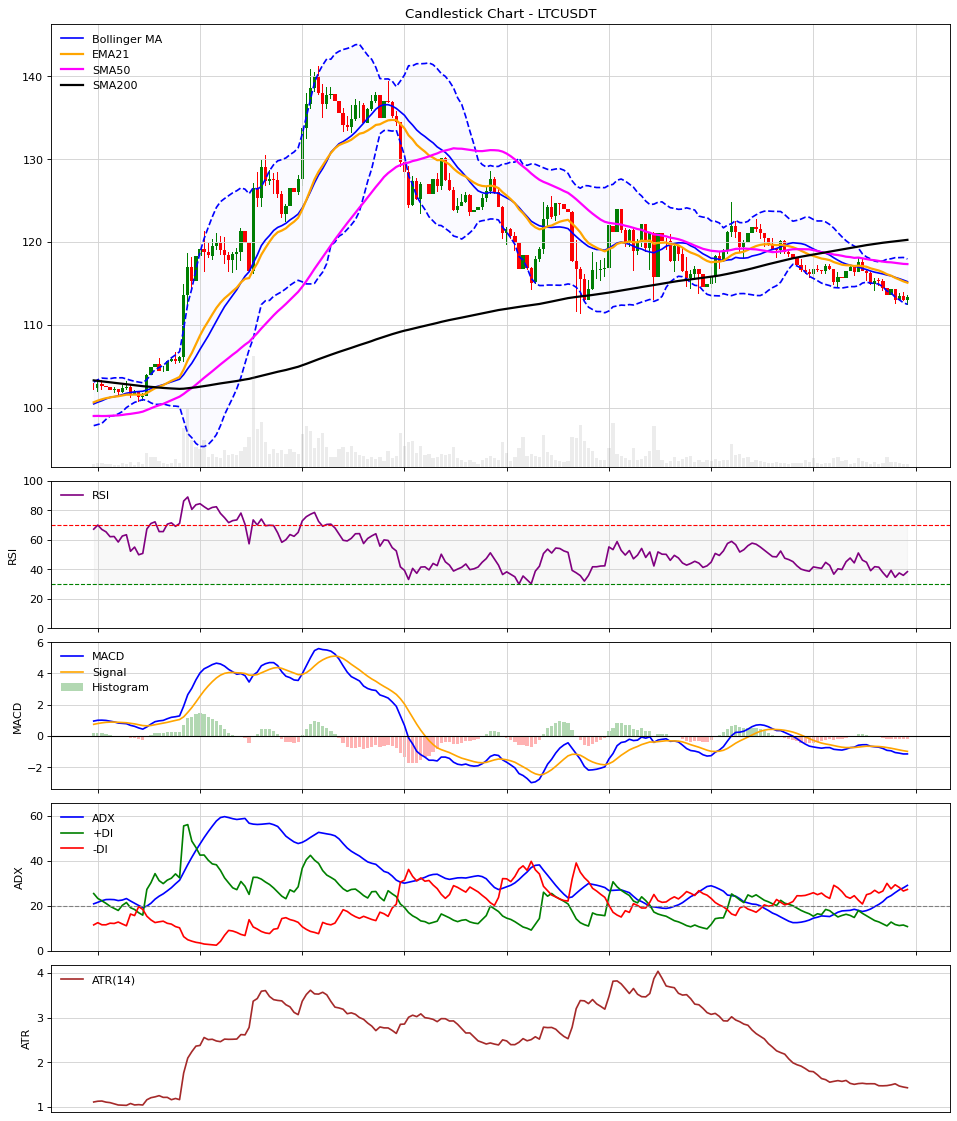 Candlestick Chart - LTCUSDT
Bollinger MA
EMA21
SMA50
SMA200
140
130
120
110
100
RSI
100
80
60
40
20
0
RSI
MACD
Signal
Histogram
6
4
2
0
−2
MACD
ADX
+DI
-DI
60
40
20
0
ADX
ATR(14)
4
3
2
1
ATR